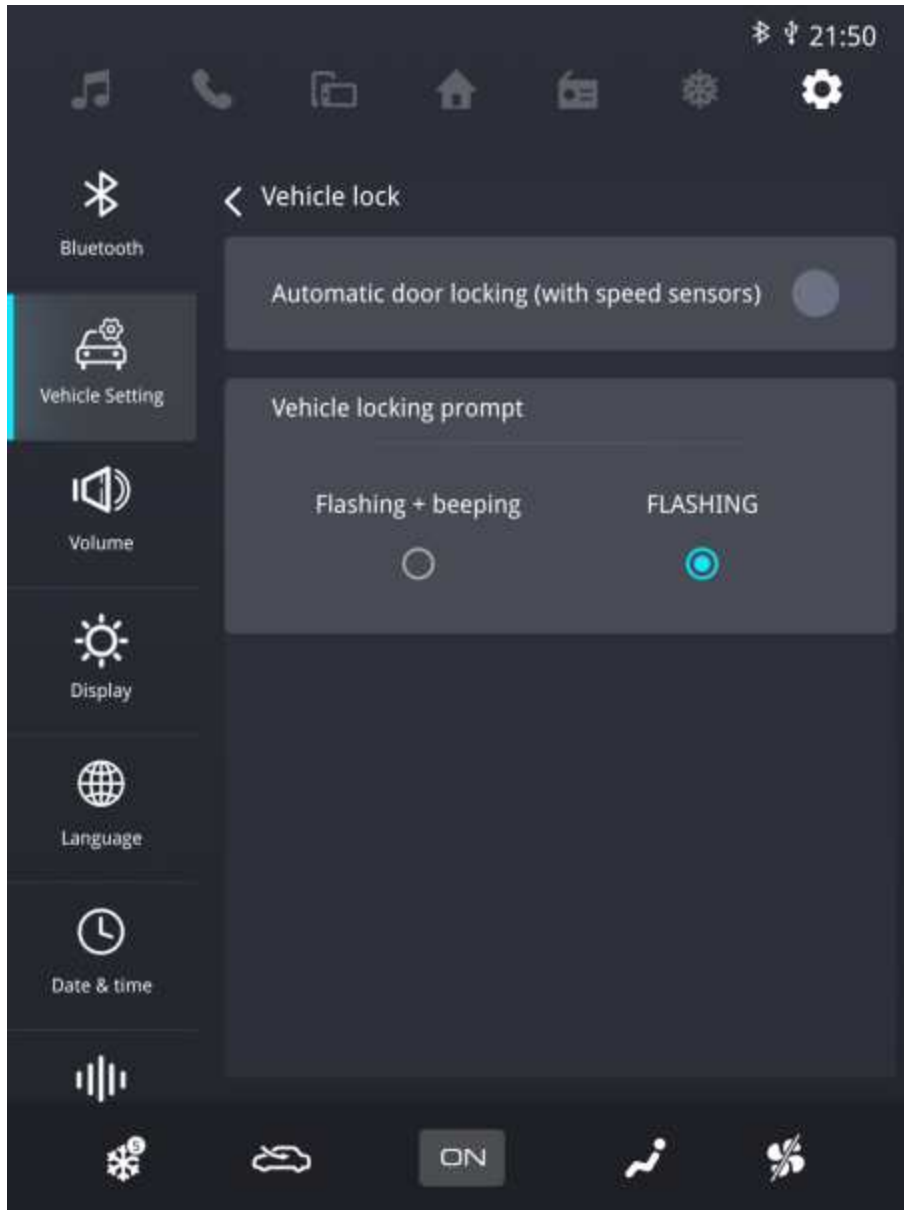 21:50
Bluetooth
Vehicle lock
Automatic door locking (with speed sensors)
Vehicle Setting
Vehicle locking prompt
Flashing + beeping
FLASHING
Volume
Display
Language
Date & time
S
ON